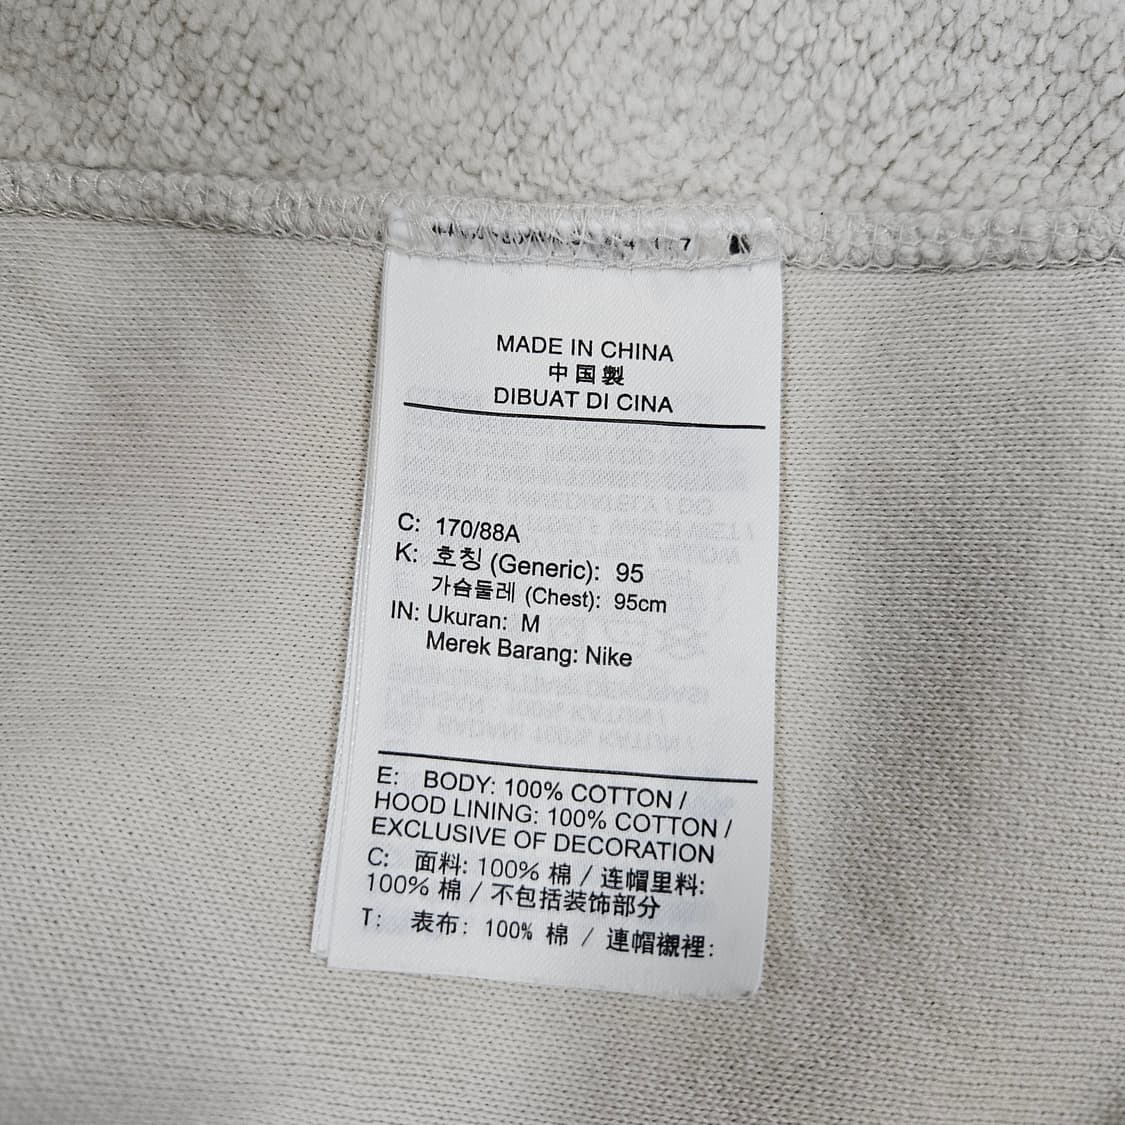 MADE IN CHINA
中国製
DIBUAT DI CINA
C: 170/88A
K: 호칭 (Generic): 95
가슴둘레 (Chest): 95cm
IN: Ukuran: M
Merek Barang: Nike
E: BODY: 100% COTTON /
HOOD LINING: 100% COTTON /
EXCLUSIVE OF DECORATION
C: 面料: 100% 棉 / 连帽里料:
100% 棉 / 不包括装饰部分
T: 表布: 100% 棉 / 連帽襯裡: